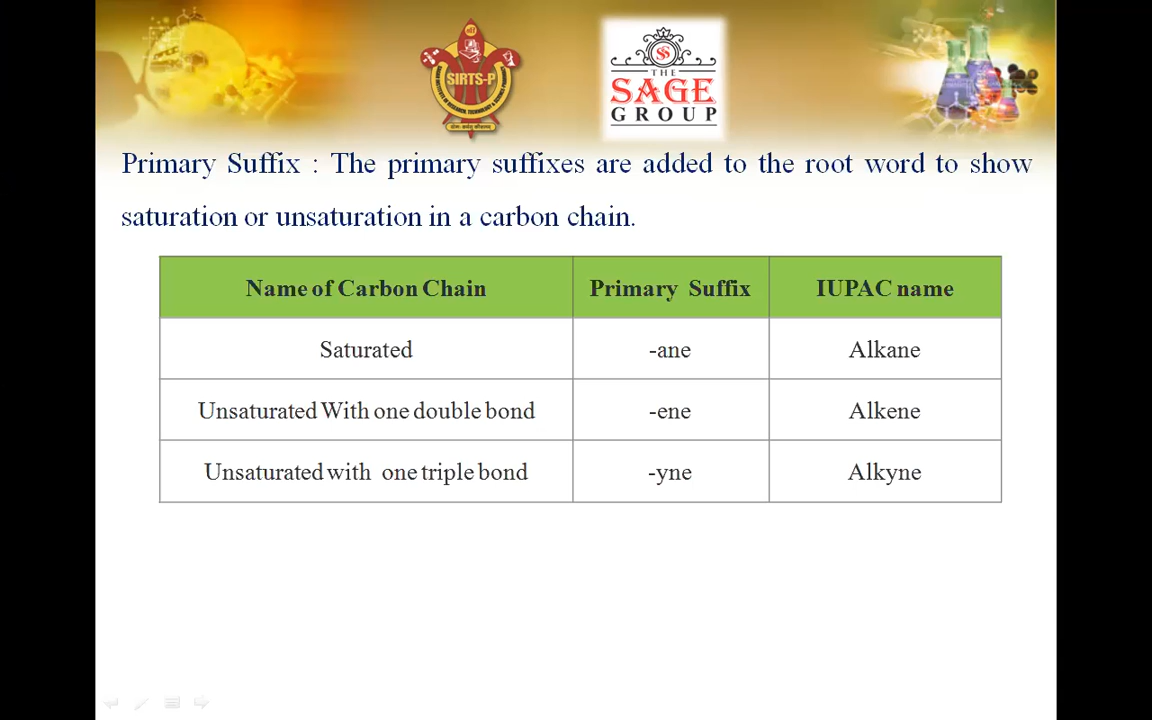 SIRTS-P
THE
SAGE
GROUP
Primary Suffix : The primary suffixes are added to the root word to show
saturation or unsaturation in a carbon chain.
Name of Carbon Chain Primary Suffix IUPAC name
Saturated -ane Alkane
Unsaturated With one double bond -ene Alkene
Unsaturated with one triple bond -yne Alkyne